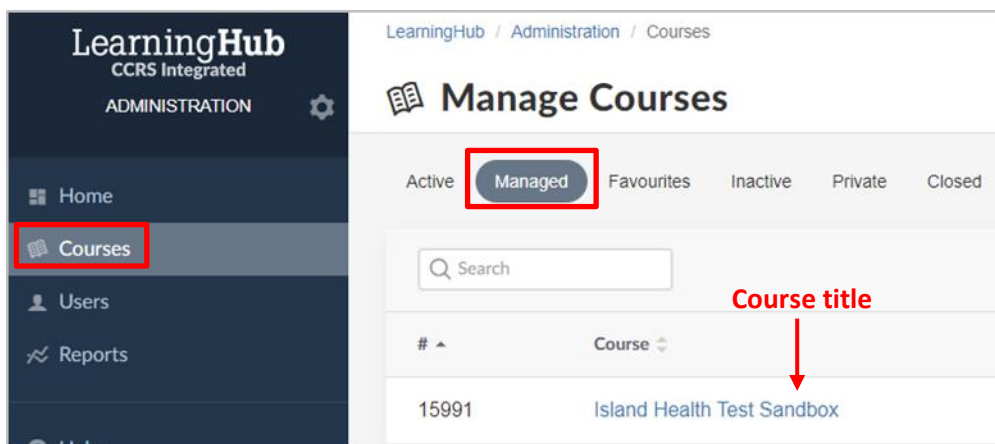 LearningHub
CCRS Integrated
ADMINISTRATION
Home
Courses
Users
Reports
LearningHub / Administration / Courses
Manage Courses
Active Managed Favourites Inactive Private Closed
Search
Course title
# Course
15991 Island Health Test Sandbox